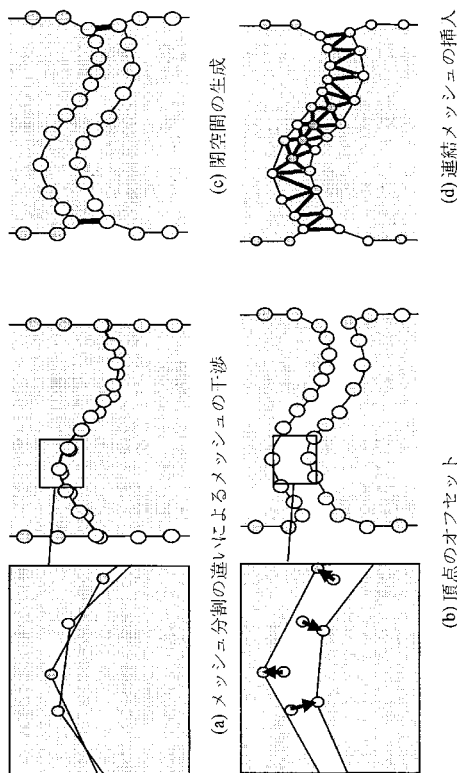 (a) メッシュ分割の違いによるメッシュの干渉
(b) 頂点のオフセット
(c) 閉空間の生成
(d) 連結メッシュの挿入